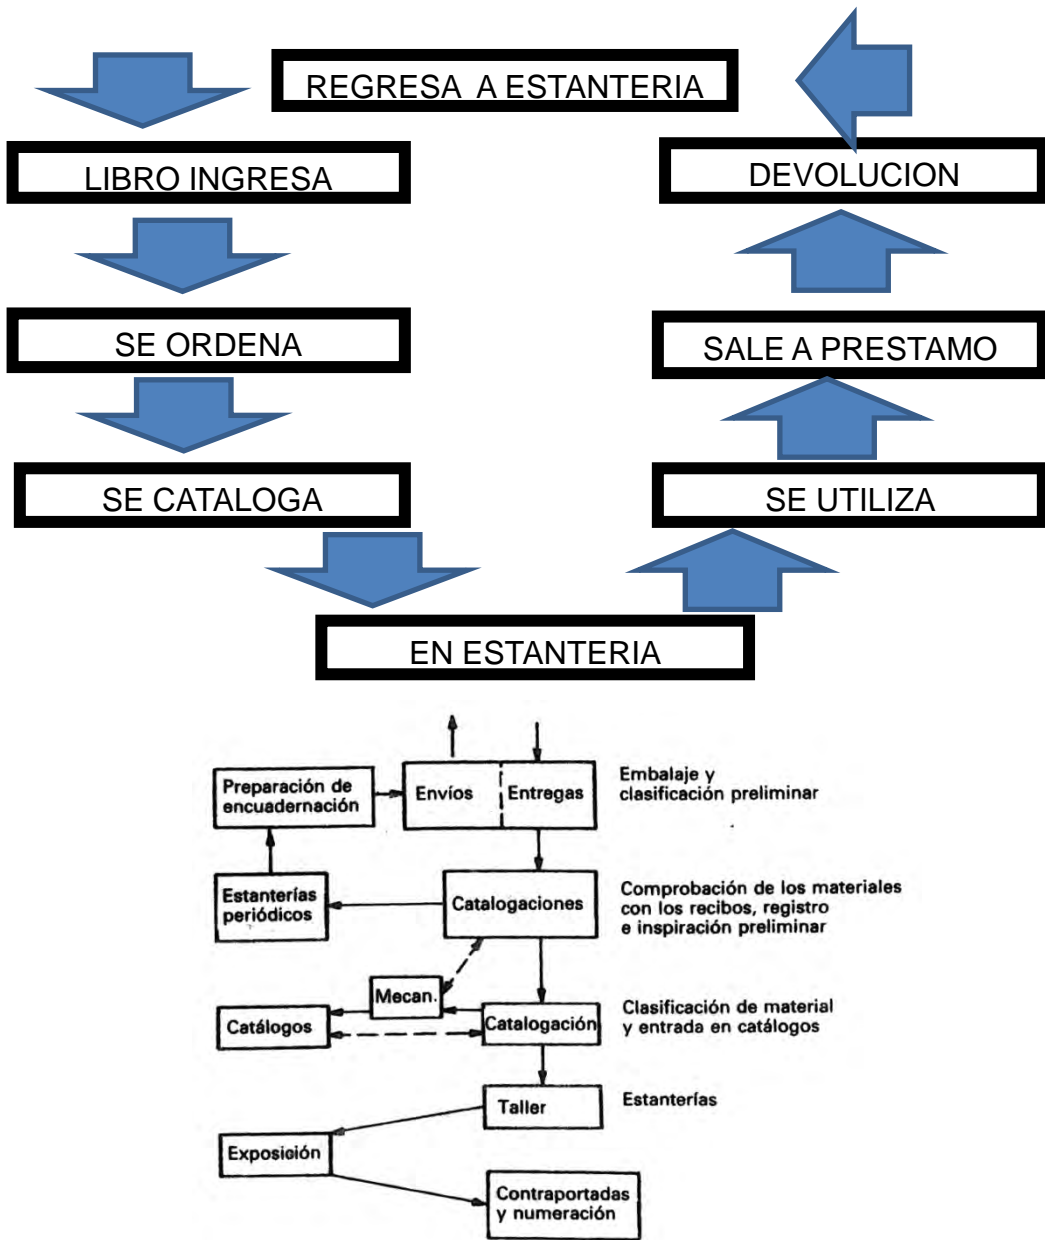 REGRESA A ESTANTERIA
LIBRO INGRESA
DEVOLUCION
SE ORDENA
SALE A PRESTAMO
SE CATALOGA
SE UTILIZA
EN ESTANTERIA
Preparación de
encuadernación
Envíos
Entregas
Embalaje y
clasificación preliminar
Estanterías
periódicos
Catalogaciones
Comprobación de los materiales
con los recibos, registro
e inspiración preliminar
Mecan.
Catálogos
Catalogación
Clasificación de material
y entrada en catálogos
Taller
Estanterías
Exposición
Contraportadas
y numeración